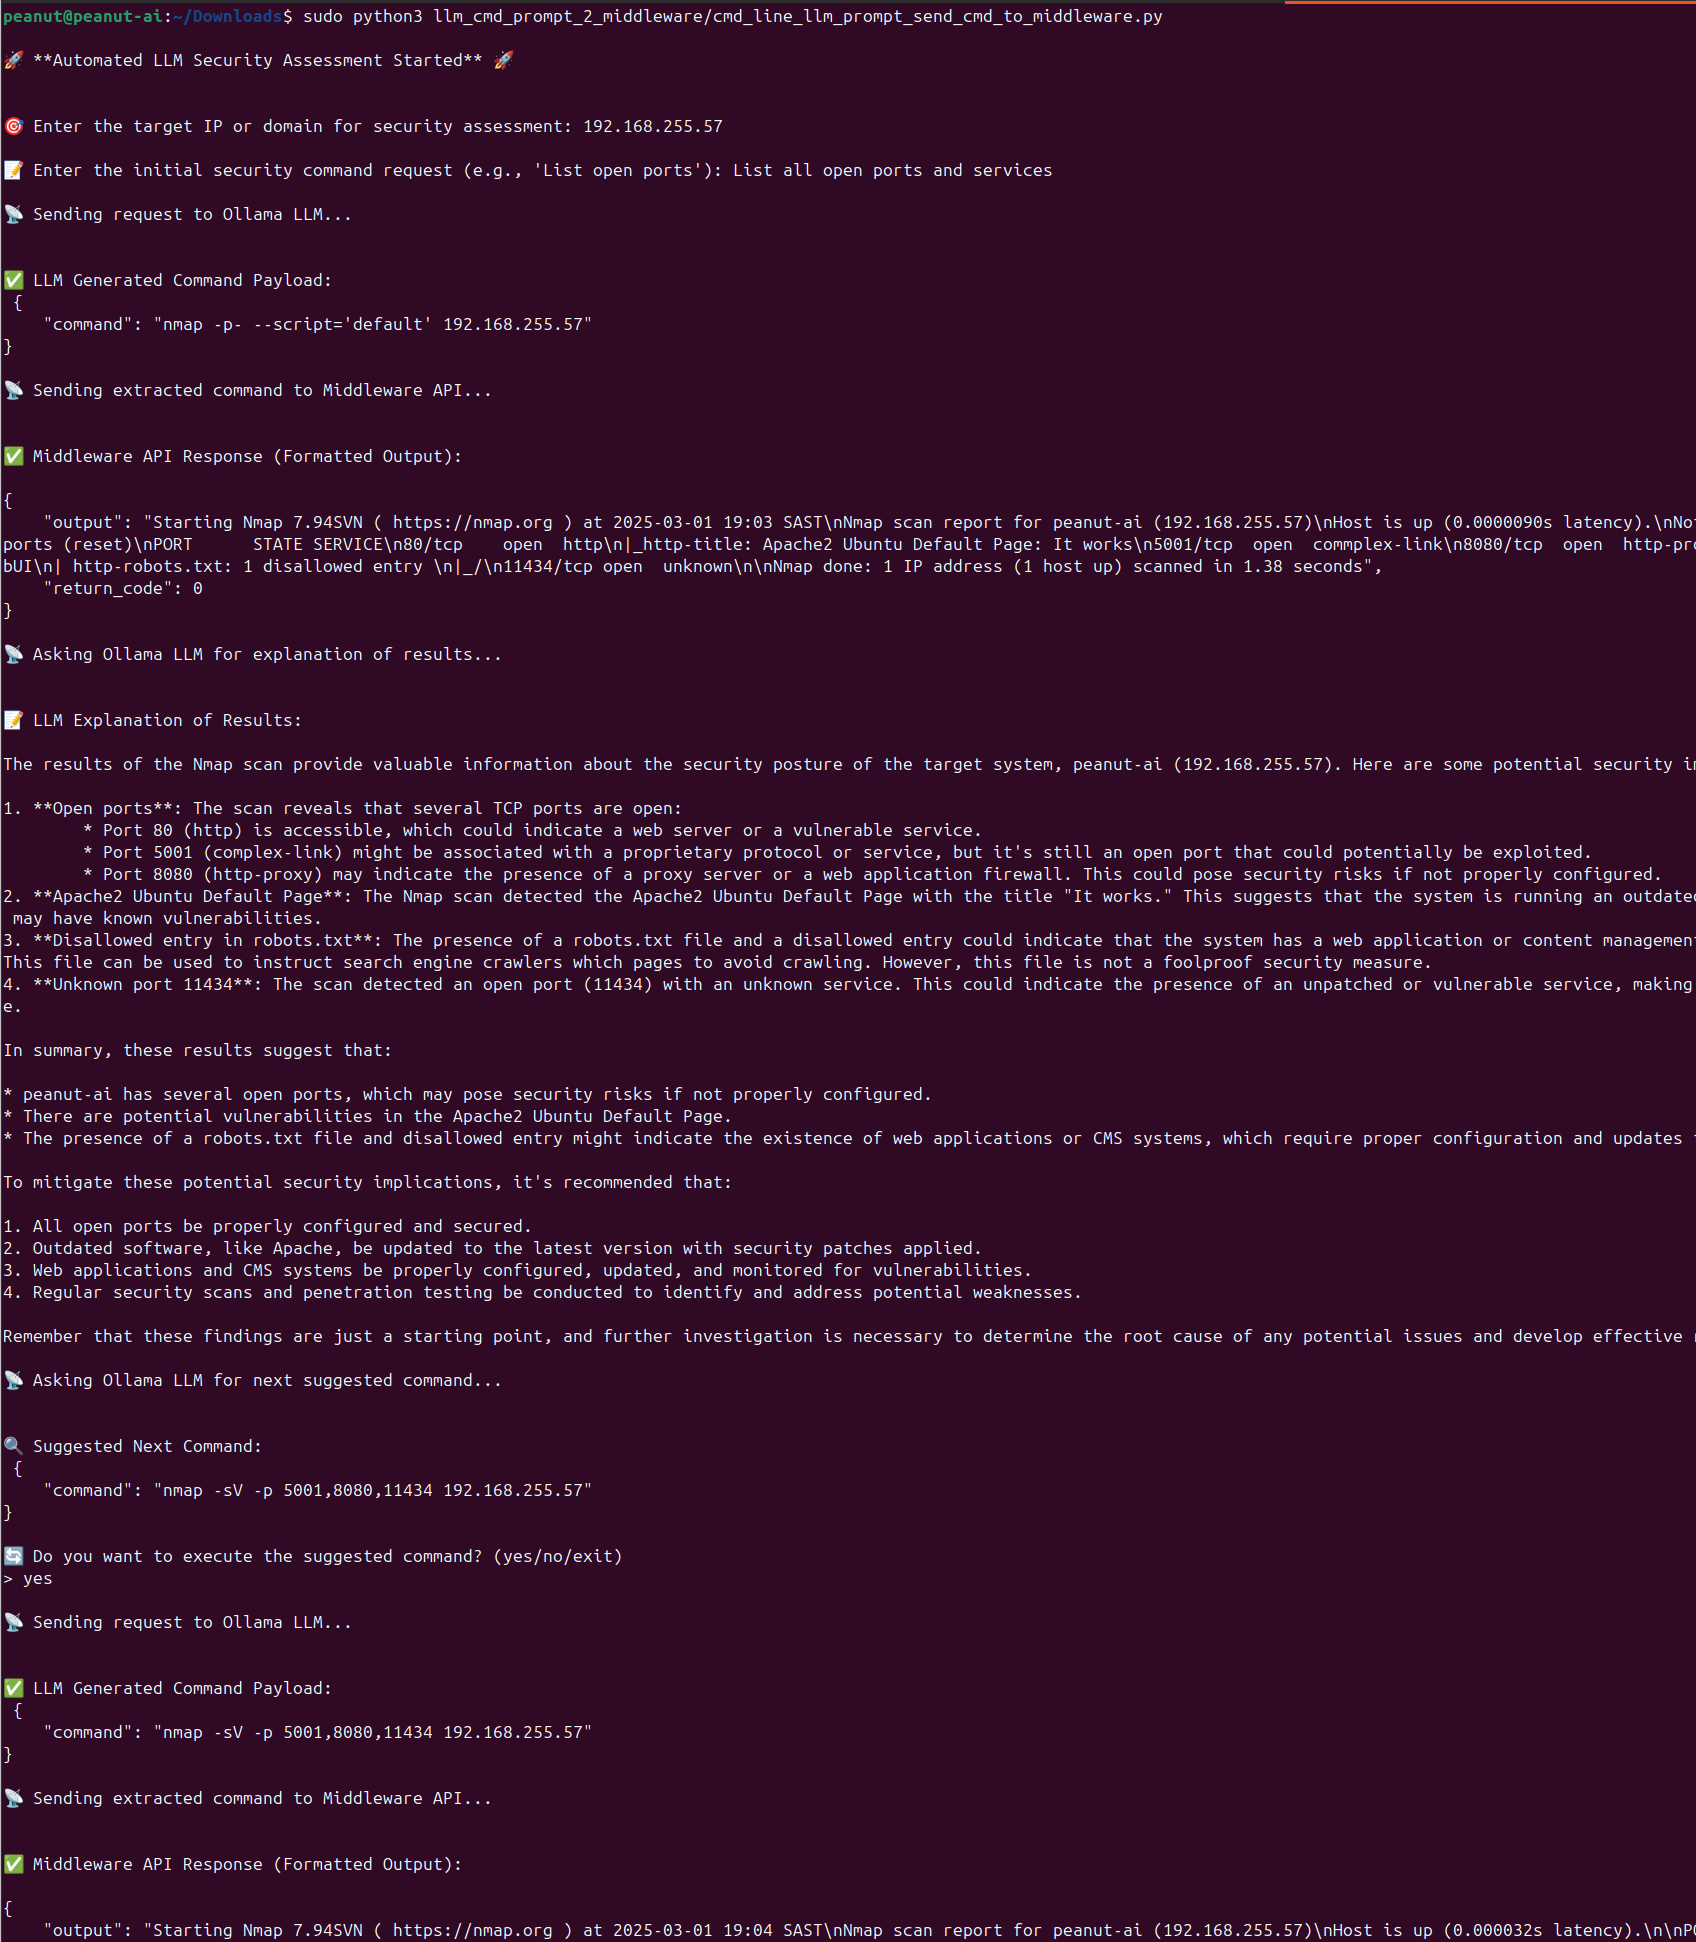 peanut@peanut-ai:~/Downloads$ sudo python3 llm_cmd_prompt_2_middleware/cmd_line_llm_prompt_send_cmd_to_middleware.py
🚀 **Automated LLM Security Assessment Started** 🚀
🎯 Enter the target IP or domain for security assessment: 192.168.255.57
📝 Enter the initial security command request (e.g., 'List open ports'): List all open ports and services
📡 Sending request to Ollama LLM...
✅ LLM Generated Command Payload:
{
"command": "nmap -p- --script='default' 192.168.255.57"
}
📡 Sending extracted command to Middleware API...
✅ Middleware API Response (Formatted Output):
{
"output": "Starting Nmap 7.94SVN ( https://nmap.org ) at 2025-03-01 19:03 SAST\nNmap scan report for peanut-ai (192.168.255.57)\nHost is up (0.0000090s latency).\nNo
ports (reset)\nPORT      STATE SERVICE\n80/tcp    open  http\n|_http-title: Apache2 Ubuntu Default Page: It works\n5001/tcp  open  commplex-link\n8080/tcp  open  http-pr
bUI\n| http-robots.txt: 1 disallowed entry \n|_/\n11434/tcp open  unknown\n\nNmap done: 1 IP address (1 host up) scanned in 1.38 seconds",
"return_code": 0
}
📡 Asking Ollama LLM for explanation of results...
📝 LLM Explanation of Results:
The results of the Nmap scan provide valuable information about the security posture of the target system, peanut-ai (192.168.255.57). Here are some potential security i
1. **Open ports**: The scan reveals that several TCP ports are open:
* Port 80 (http) is accessible, which could indicate a web server or a vulnerable service.
* Port 5001 (complex-link) might be associated with a proprietary protocol or service, but it's still an open port that could potentially be exploited.
* Port 8080 (http-proxy) may indicate the presence of a proxy server or a web application firewall. This could pose security risks if not properly configured.
2. **Apache2 Ubuntu Default Page**: The Nmap scan detected the Apache2 Ubuntu Default Page with the title "It works." This suggests that the system is running an outdated
may have known vulnerabilities.
3. **Disallowed entry in robots.txt**: The presence of a robots.txt file and a disallowed entry could indicate that the system has a web application or content management
This file can be used to instruct search engine crawlers which pages to avoid crawling. However, this file is not a foolproof security measure.
4. **Unknown port 11434**: The scan detected an open port (11434) with an unknown service. This could indicate the presence of an unpatched or vulnerable service, making
e.
In summary, these results suggest that:
* peanut-ai has several open ports, which may pose security risks if not properly configured.
* There are potential vulnerabilities in the Apache2 Ubuntu Default Page.
* The presence of a robots.txt file and disallowed entry might indicate the existence of web applications or CMS systems, which require proper configuration and updates
To mitigate these potential security implications, it's recommended that:
1. All open ports be properly configured and secured.
2. Outdated software, like Apache, be updated to the latest version with security patches applied.
3. Web applications and CMS systems be properly configured, updated, and monitored for vulnerabilities.
4. Regular security scans and penetration testing be conducted to identify and address potential weaknesses.
Remember that these findings are just a starting point, and further investigation is necessary to determine the root cause of any potential issues and develop effective
📡 Asking Ollama LLM for next suggested command...
🔍 Suggested Next Command:
{
"command": "nmap -sV -p 5001,8080,11434 192.168.255.57"
}
🔄 Do you want to execute the suggested command? (yes/no/exit)
> yes
📡 Sending request to Ollama LLM...
✅ LLM Generated Command Payload:
{
"command": "nmap -sV -p 5001,8080,11434 192.168.255.57"
}
📡 Sending extracted command to Middleware API...
✅ Middleware API Response (Formatted Output):
{
"output": "Starting Nmap 7.94SVN ( https://nmap.org ) at 2025-03-01 19:04 SAST\nNmap scan report for peanut-ai (192.168.255.57)\nHost is up (0.000032s latency).\n\nP